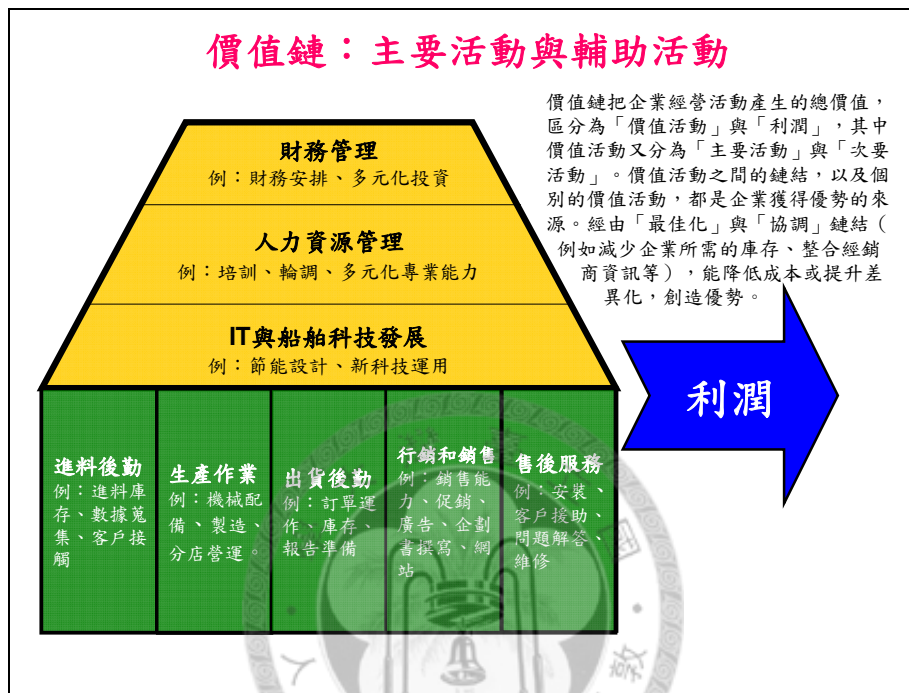 價值鏈：主要活動與輔助活動
價值鏈把企業經營活動產生的總價值，
區分為「價值活動」與「利潤」，其中
價值活動又分為「主要活動」與「次要
活動」。價值活動之間的鏈結，以及個
別的價值活動，都是企業獲得優勢的來
源。經由「最佳化」與「協調」鏈結（
例如減少企業所需的庫存、整合經銷
商資訊等），能降低成本或提升差
異化，創造優勢。
財務管理
例：財務安排、多元化投資
人力資源管理
例：培訓、輪調、多元化專業能力
IT與船舶科技發展
例：節能設計、新科技運用
利潤
進料後勤
例：進料庫
存、數據蒐
集、客戶接
觸
生產作業
例：機械配
備、製造、
分店營運。
出貨後勤
例：訂單運
作、庫存、
報告準備
行銷和銷售
例：銷售能
力、促銷、
廣告、企劃
書撰寫、網
站
售後服務
例：安裝、
客戶援助、
問題解答、
維修